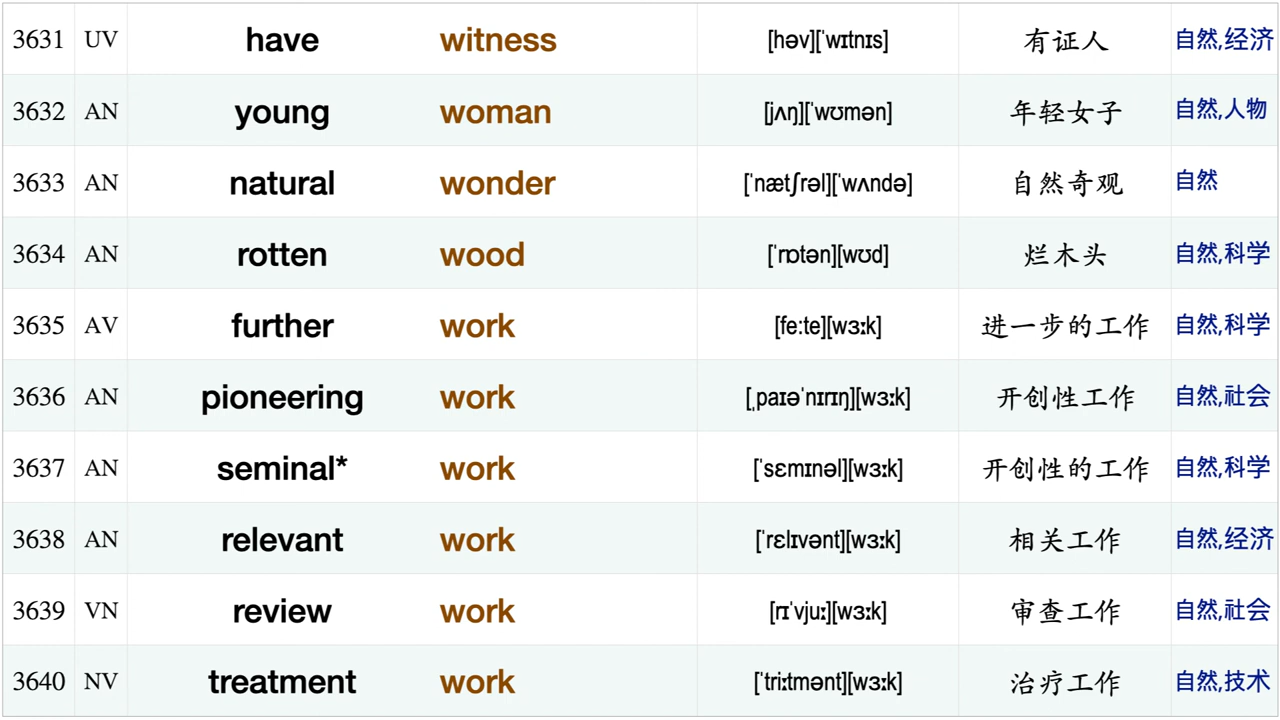 3631 UV have witness [həv][ˈwɪtnɪs] 有证人 自然,经济
3632 AN young woman [jʌŋ][ˈwʊmən] 年轻女子 自然,人物
3633 AN natural wonder [ˈnætʃrəl][ˈwʌndə] 自然奇观 自然
3634 AN rotten wood [ˈrɒtən][wʊd] 烂木头 自然,科学
3635 AV further work [fe:te][wɜːk] 进一步的工作 自然,科学
3636 AN pioneering work [ˌpaɪəˈnɪrɪŋ][wɜːk] 开创性工作 自然,社会
3637 AN seminal* work [ˈsɛmɪnəl][wɜːk] 开创性的工作 自然,科学
3638 AN relevant work [ˈrɛlɪvənt][wɜːk] 相关工作 自然,经济
3639 VN review work [rɪˈvjuː][wɜːk] 审查工作 自然,社会
3640 NV treatment work [ˈtriːtmənt][wɜːk] 治疗工作 自然,技术